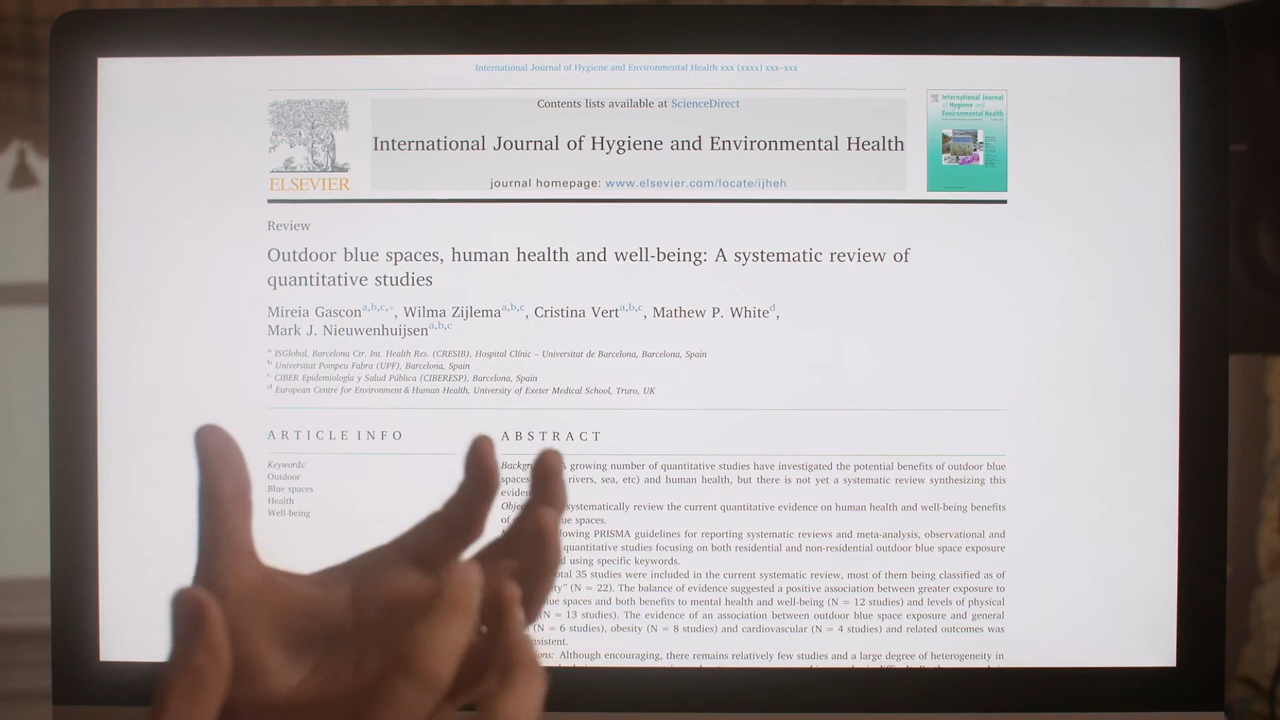 International Journal of Hygiene and Environmental Health xxx (xxxx) xxx–xxx
Contents lists available at ScienceDirect
International Journal of Hygiene and Environmental Health
journal homepage: www.elsevier.com/locate/ijheh
ELSEVIER
International Journal
of Hygiene and
Environmental Health
Review
Outdoor blue spaces, human health and well-being: A systematic review of
quantitative studies
Mireia Gascon a,b,c,*, Wilma Zijlema a,b,c, Cristina Vert a,b,c, Mathew P. White d,
Mark J. Nieuwenhuijsen a,b,c
a ISGlobal, Barcelona Ctr. Int. Health Res. (CRESIB). Hospital Clínic – Universitat de Barcelona, Barcelona, Spain
b Universitat Pompeu Fabra (UPF), Barcelona, Spain
c CIBER Epidemiología y Salud Pública (CIBERESP), Barcelona, Spain
d European Centre for Environment & Human Health, University of Exeter Medical School, Truro, UK
ARTICLE INFO
Keywords:
Outdoor
Blue spaces
Health
Well-being
ABSTRACT
growing number of quantitative studies have investigated the potential benefits of outdoor blue
spaces rivers, sea, etc) and human health, but there is not yet a systematic review synthesizing this
systematically review the current quantitative evidence on human health and well-being benefits
of spaces.
PRISMA guidelines for reporting systematic reviews and meta-analysis, observational and
quantitative studies focusing on both residential and non-residential outdoor blue space exposure
using specific keywords.
35 studies were included in the current systematic review, most of them being classified as of
(N = 22). The balance of evidence suggested a positive association between greater exposure to
spaces and both benefits to mental health and well-being (N = 12 studies) and levels of physical
(N = 13 studies). The evidence of an association between outdoor blue space exposure and general
(N = 6 studies), obesity (N = 8 studies) and cardiovascular (N = 4 studies) and related outcomes was
Although encouraging, there remains relatively few studies and a large degree of heterogeneity in